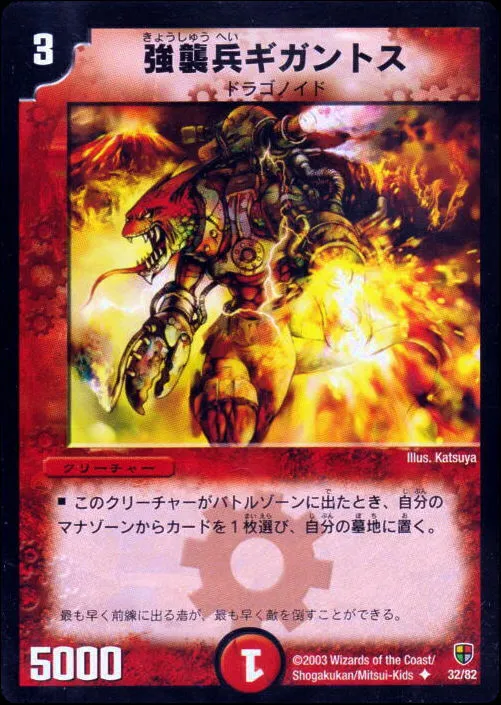 3
きょうしゅう へい
強襲兵ギガントス
ドラゴノイド
Illus. Katsuya
クリーチャー
■ このクリーチャーがバトルゾーンに出たとき、自分の
マナゾーンからカードを1枚選び、自分の墓地に置く。
最も早く前線に出る者が、最も早く敵を倒すことができる。
5000
1
©2003 Wizards of the Coast/
Shogakukan/Mitsui-Kids
32/82